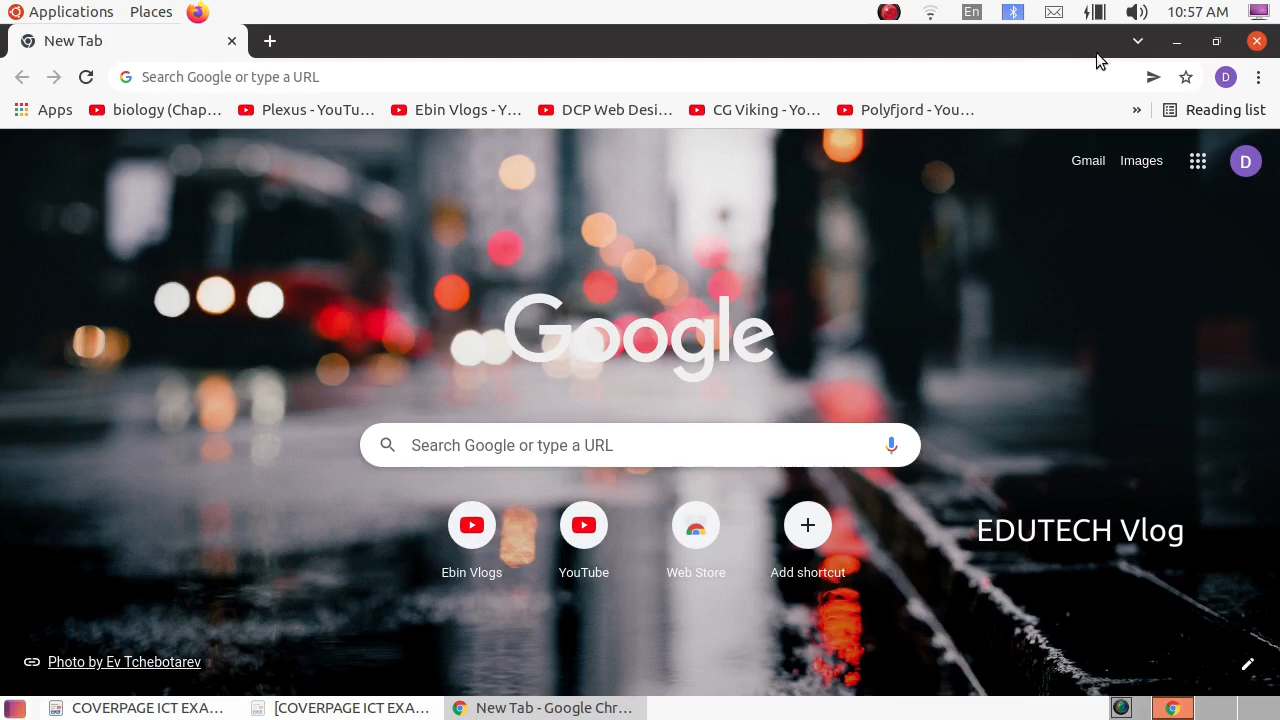 Applications Places En 10:57 AM
New Tab
Search Google or type a URL D
Apps biology (Chap… Plexus - YouTu… Ebin Vlogs - Y… DCP Web Desi… CG Viking - Yo… Polyfjord - You… » Reading list
Gmail Images D
Google
Search Google or type a URL
EDUTECH Vlog
Ebin Vlogs YouTube Web Store Add shortcut
Photo by Ev Tchebotarev
COVERPAGE ICT EXA… [COVERPAGE ICT EXA… New Tab - Google Chr…